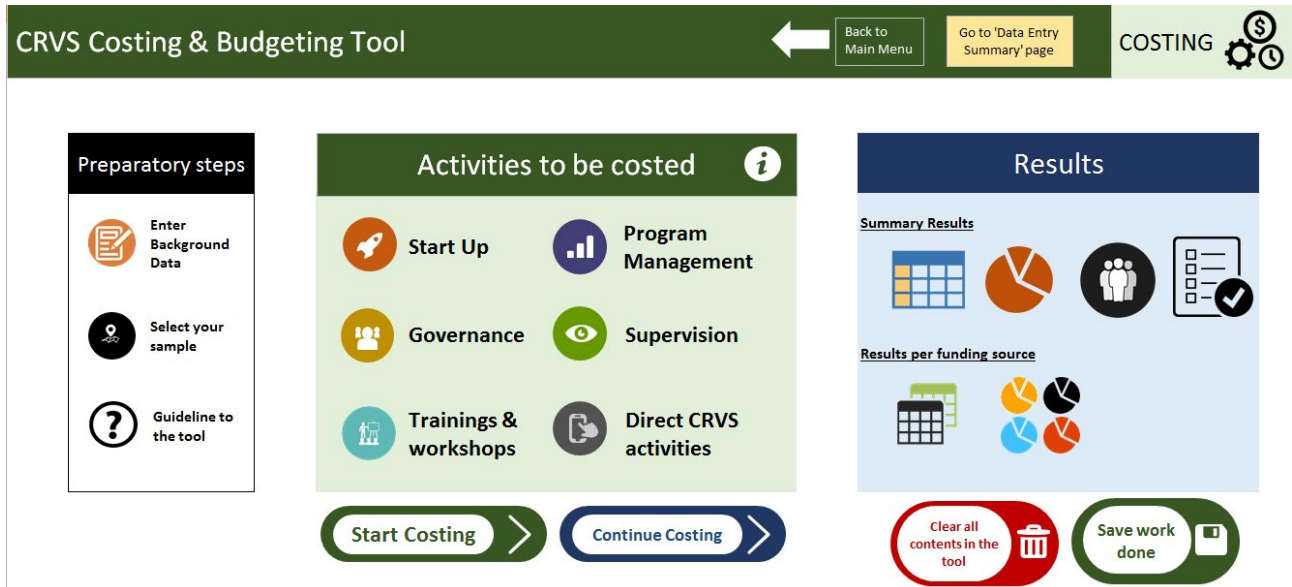 CRVS Costing & Budgeting Tool
Back to
Main Menu
Go to 'Data Entry
Summary' page
COSTING
Preparatory steps
Enter
Background
Data
Select your
sample
Guideline to
the tool
Activities to be costed
Start Up
Program
Management
Governance
Supervision
Trainings &
workshops
Direct CRVS
activities
Start Costing
Continue Costing
Results
Summary Results
Results per funding source
Clear all
contents in the
tool
Save work
done